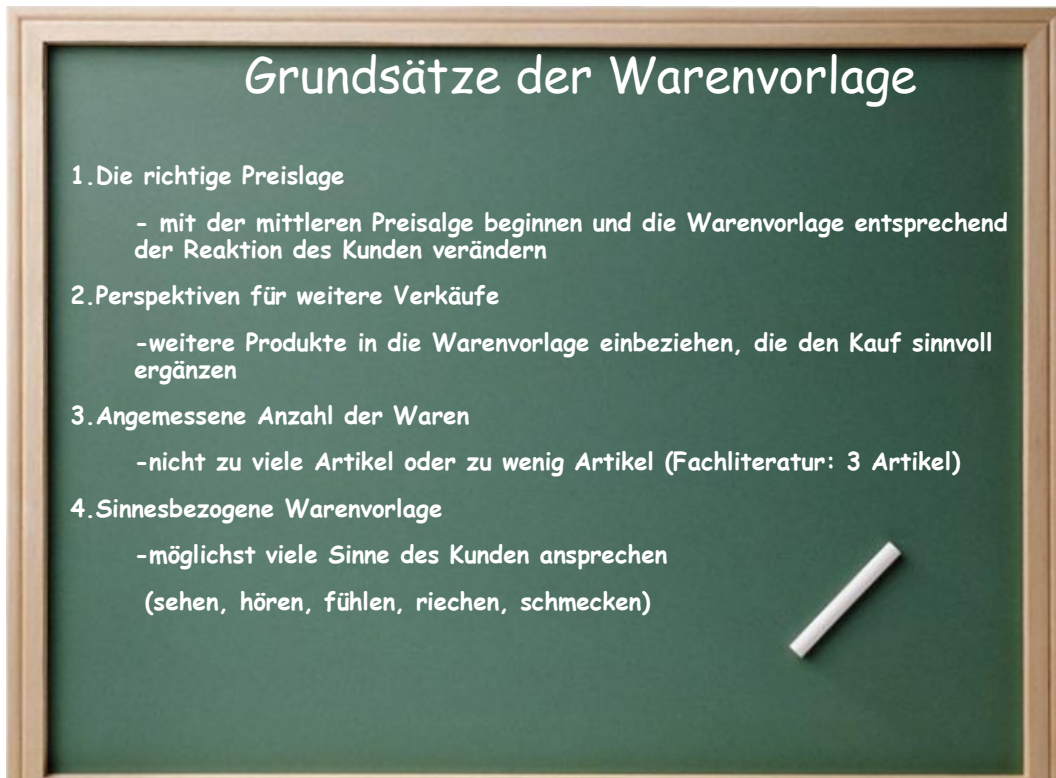 Grundsätze der Warenvorlage
1.Die richtige Preislage
- mit der mittleren Preisalge beginnen und die Warenvorlage entsprechend
der Reaktion des Kunden verändern
2.Perspektiven für weitere Verkäufe
-weitere Produkte in die Warenvorlage einbeziehen, die den Kauf sinnvoll
ergänzen
3.Angemessene Anzahl der Waren
-nicht zu viele Artikel oder zu wenig Artikel (Fachliteratur: 3 Artikel)
4.Sinnesbezogene Warenvorlage
-möglichst viele Sinne des Kunden ansprechen
(sehen, hören, fühlen, riechen, schmecken)